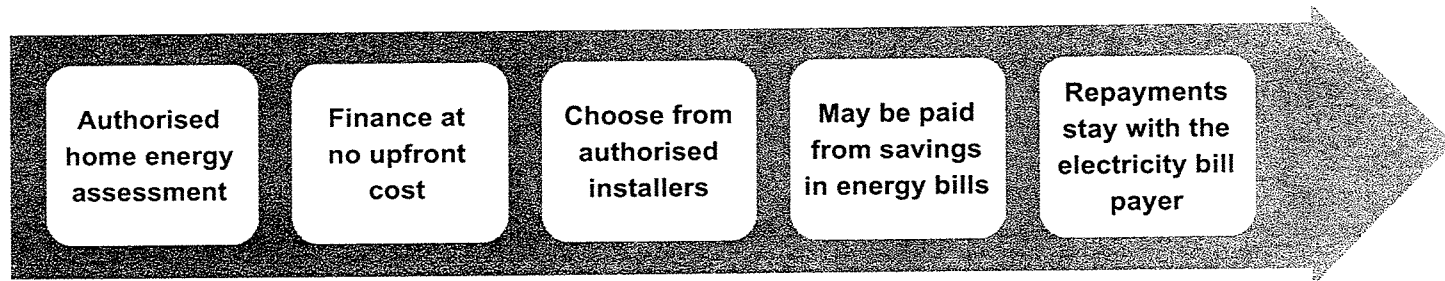 Authorised
home energy
assessment
Finance at
no upfront
cost
Choose from
authorised
installers
May be paid
from savings
in energy bills
Repayments
stay with the
electricity bill
payer